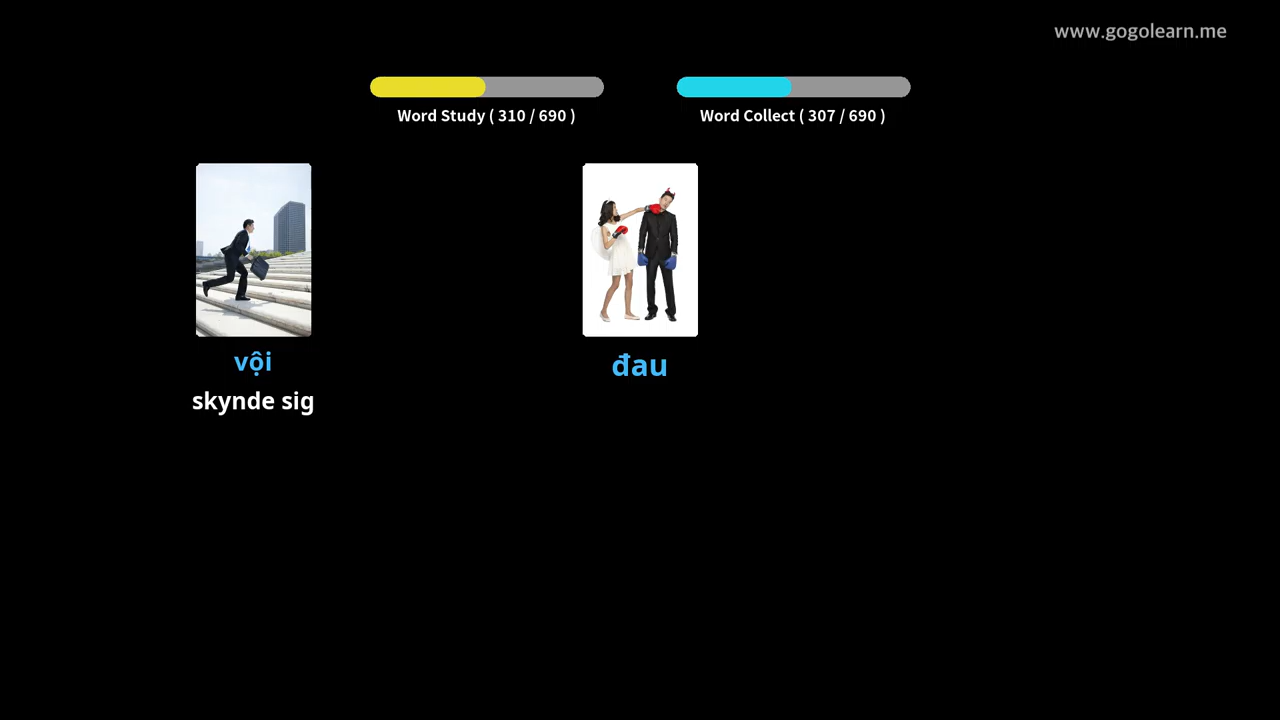 www.gogolearn.me
Word Study ( 310 / 690 )
Word Collect ( 307 / 690 )
vội
skynde sig
đau